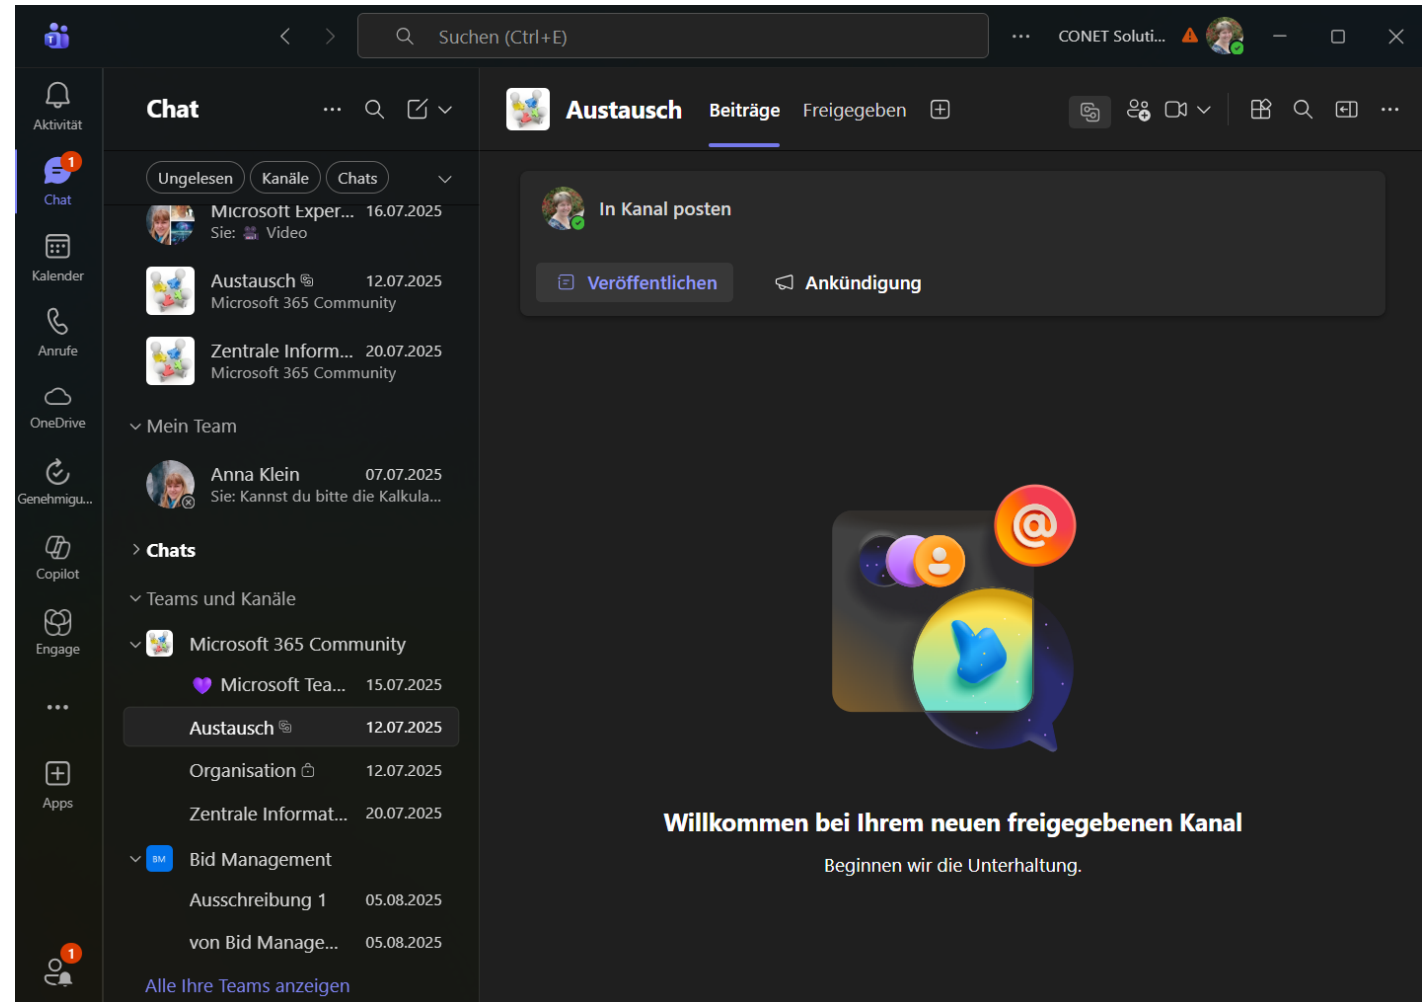 Suchen (Ctrl+E)
CONET Soluti...
Aktivität
1
Chat
Kalender
Anrufe
OneDrive
Genehmigu...
Copilot
Engage
Apps
1
Chat
Ungelesen
Kanäle
Chats
Microsoft Exper... 16.07.2025
Sie: Video
Austausch 12.07.2025
Microsoft 365 Community
Zentrale Inform... 20.07.2025
Microsoft 365 Community
Mein Team
Anna Klein 07.07.2025
Sie: Kannst du bitte die Kalkula...
Chats
Teams und Kanäle
Microsoft 365 Community
Microsoft Tea... 15.07.2025
Austausch 12.07.2025
Organisation 12.07.2025
Zentrale Informat... 20.07.2025
BM Bid Management
Ausschreibung 1 05.08.2025
von Bid Manage... 05.08.2025
Alle Ihre Teams anzeigen
Austausch Beiträge Freigegeben
In Kanal posten
Veröffentlichen Ankündigung
@
Willkommen bei Ihrem neuen freigegebenen Kanal
Beginnen wir die Unterhaltung.